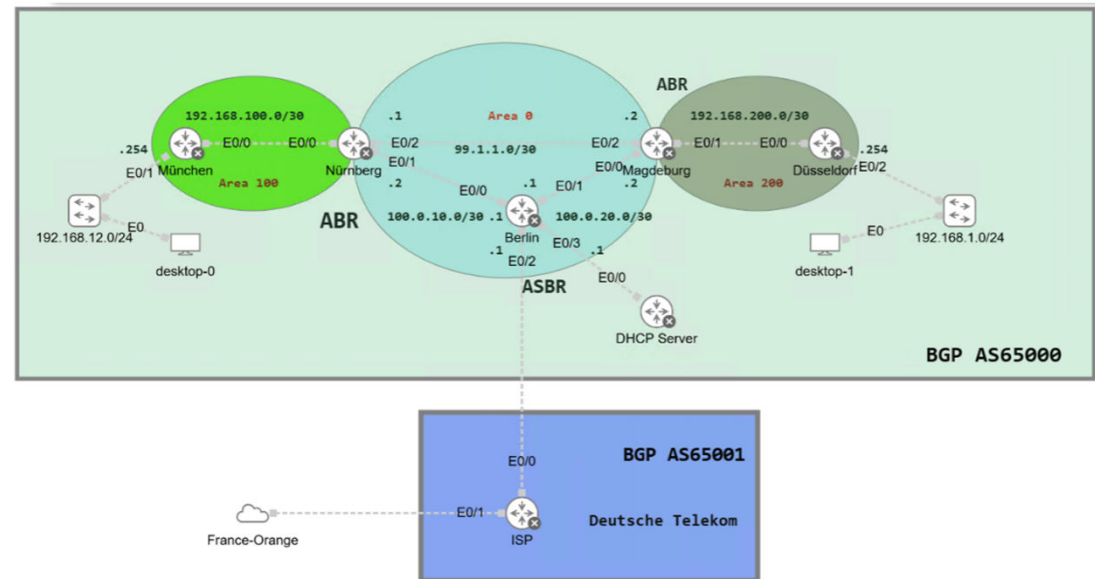 ABR
192.168.100.0/30
.1
Area 0
.2
192.168.200.0/30
.254
E0/0
E0/0
E0/2
E0/2
E0/1
E0/0
.254
E0/1
München
Nürnberg
E0/1
99.1.1.0/30
E0/0
Magdeburg
Düsseldorf
E0/2
Area 100
.2
E0/0
.1
E0/1
.2
Area 200
E0
ABR
100.0.10.0/30
.1
100.0.20.0/30
E0
192.168.12.0/24
Berlin
192.168.1.0/24
desktop-0
.1
E0/3
.1
desktop-1
E0/2
E0/0
ASBR
DHCP Server
BGP AS65000
BGP AS65001
E0/0
E0/1
Deutsche Telekom
France-Orange
ISP